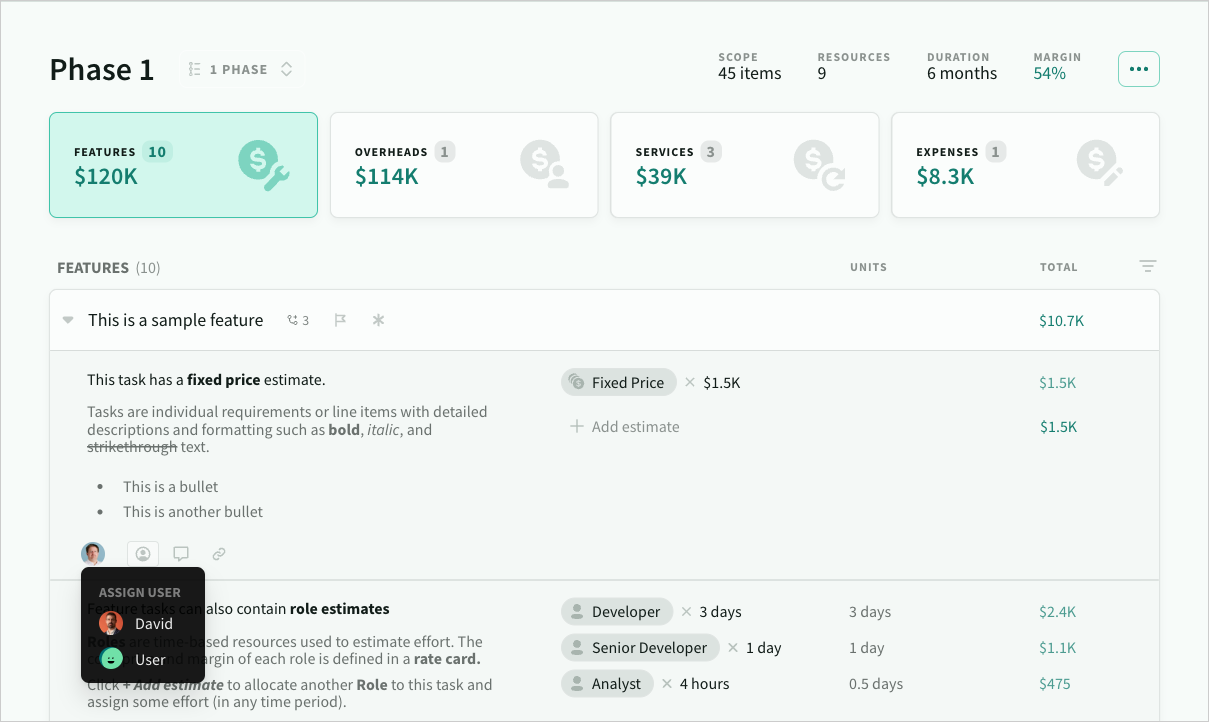 Phase 1
1 PHASE
SCOPE
45 items
RESOURCES
9
DURATION
6 months
MARGIN
54%
FEATURES 10
$120K
OVERHEADS 1
$114K
SERVICES 3
$39K
EXPENSES 1
$8.3K
FEATURES (10)
UNITS
TOTAL
This is a sample feature 3
$10.7K
This task has a fixed price estimate.
Fixed Price × $1.5K
$1.5K
Tasks are individual requirements or line items with detailed
descriptions and formatting such as bold, italic, and
strikethrough text.
+ Add estimate
$1.5K
• This is a bullet
• This is another bullet
ASSIGN USER
David
User
Feature tasks can also contain role estimates
Developer × 3 days
3 days
$2.4K
Roles are time-based resources used to estimate effort. The
and margin of each role is defined in a rate card.
Senior Developer × 1 day
1 day
$1.1K
Click + Add estimate to allocate another Role to this task and
assign some effort (in any time period).
Analyst × 4 hours
0.5 days
$475